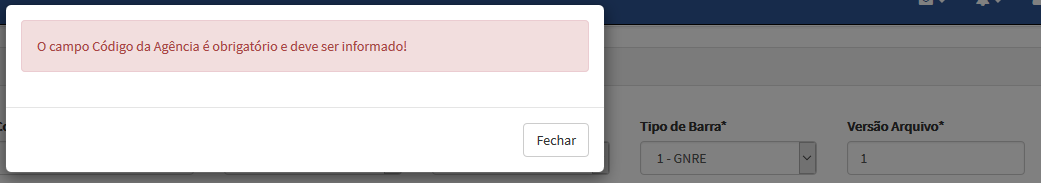 O campo Código da Agência é obrigatório e deve ser informado!
Fechar
Tipo de Barra*
Versão Arquivo*
1 - GNRE
1